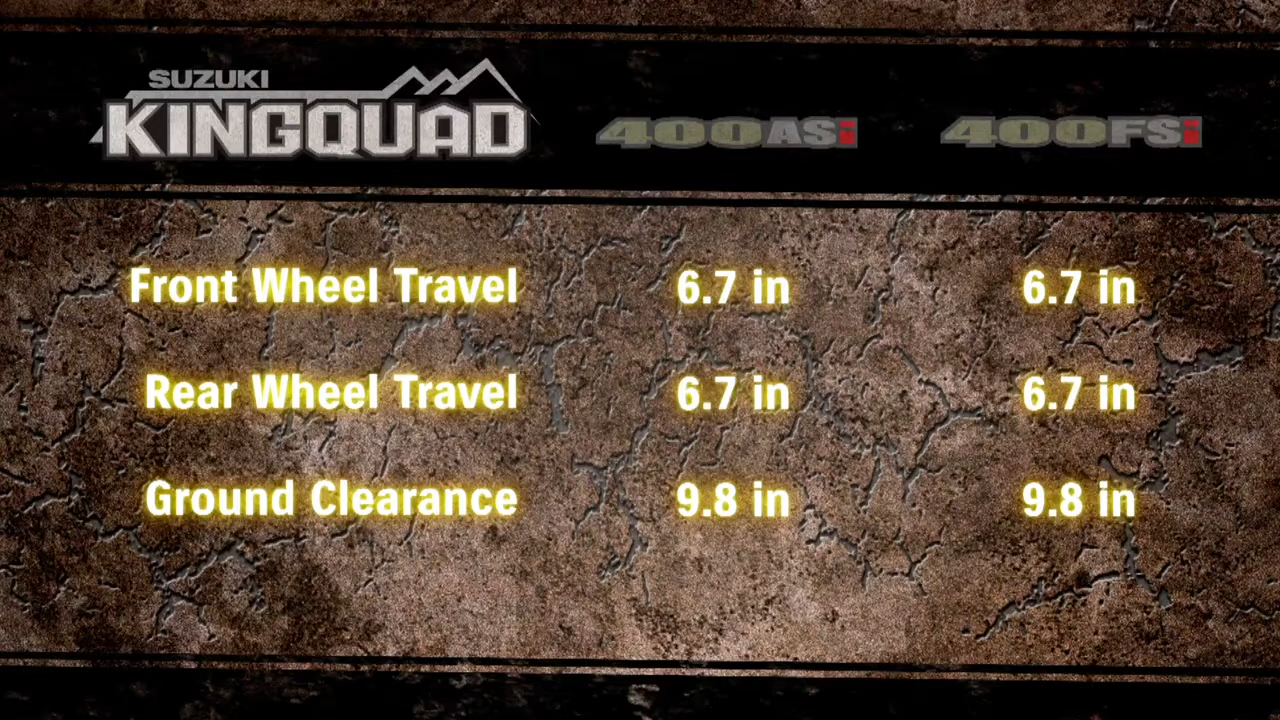 SUZUKI
KINGQUAD 400ASi 400FSi
Front Wheel Travel 6.7 in 6.7 in
Rear Wheel Travel 6.7 in 6.7 in
Ground Clearance 9.8 in 9.8 in